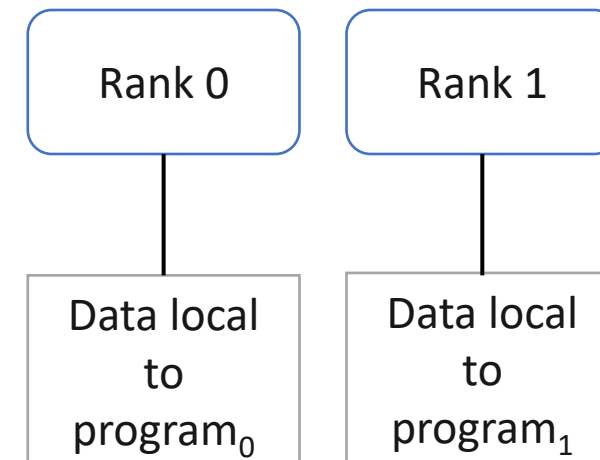 Rank 0
Rank 1
Data local
to
program₀
Data local
to
program₁